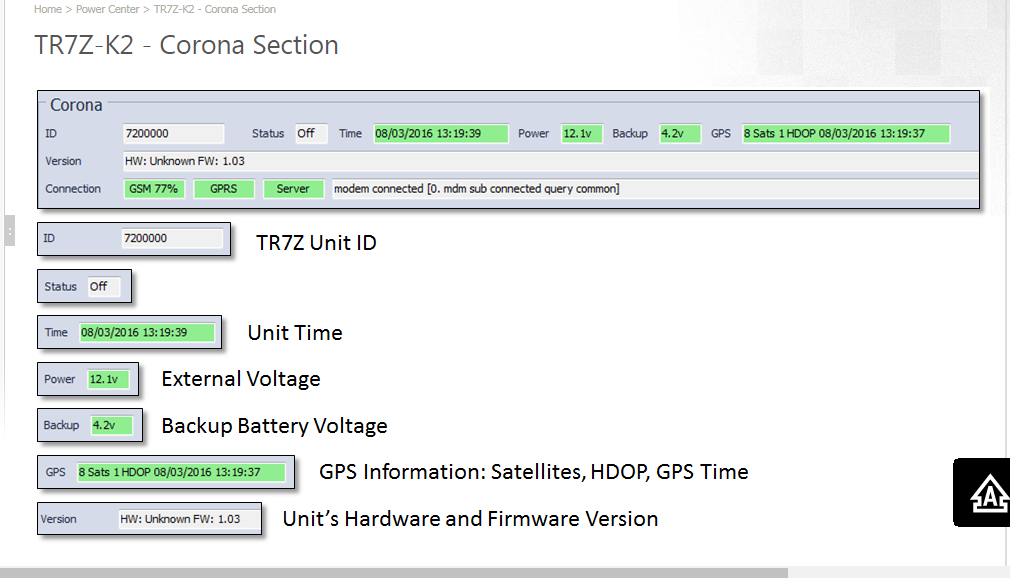 Home > Power Center > TR7Z-K2 - Corona Section
TR7Z-K2 - Corona Section
Corona
ID 7200000 Status Off Time 08/03/2016 13:19:39 Power 12.1v Backup 4.2v GPS 8 Sats 1 HDOP 08/03/2016 13:19:37
Version HW: Unknown FW: 1.03
Connection GSM 77% GPRS Server modem connected [0. mdm sub connected query common]
ID 7200000 TR7Z Unit ID
Status Off
Time 08/03/2016 13:19:39 Unit Time
Power 12.1v External Voltage
Backup 4.2v Backup Battery Voltage
GPS 8 Sats 1 HDOP 08/03/2016 13:19:37 GPS Information: Satellites, HDOP, GPS Time
Version HW: Unknown FW: 1.03 Unit’s Hardware and Firmware Version
A